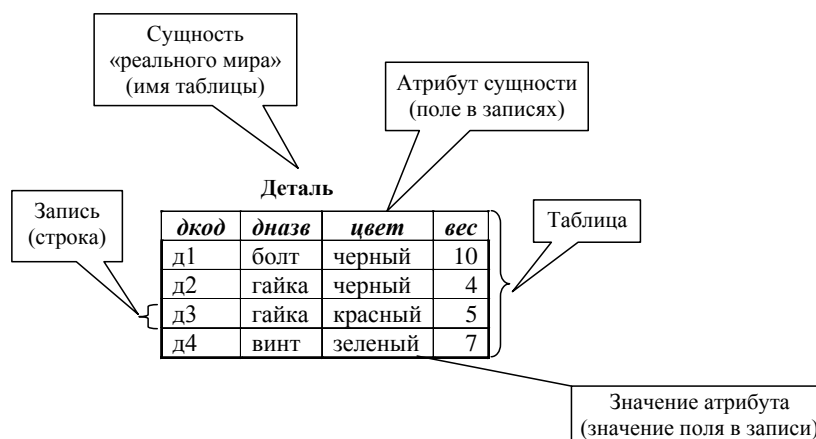 Сущность
«реального мира»
(имя таблицы)
Атрибут сущности
(поле в записях)
Деталь
Запись
(строка)
Таблица
дкод дназв цвет вес
д1 болт черный 10
д2 гайка черный 4
д3 гайка красный 5
д4 винт зеленый 7
Значение атрибута
(значение поля в записи)